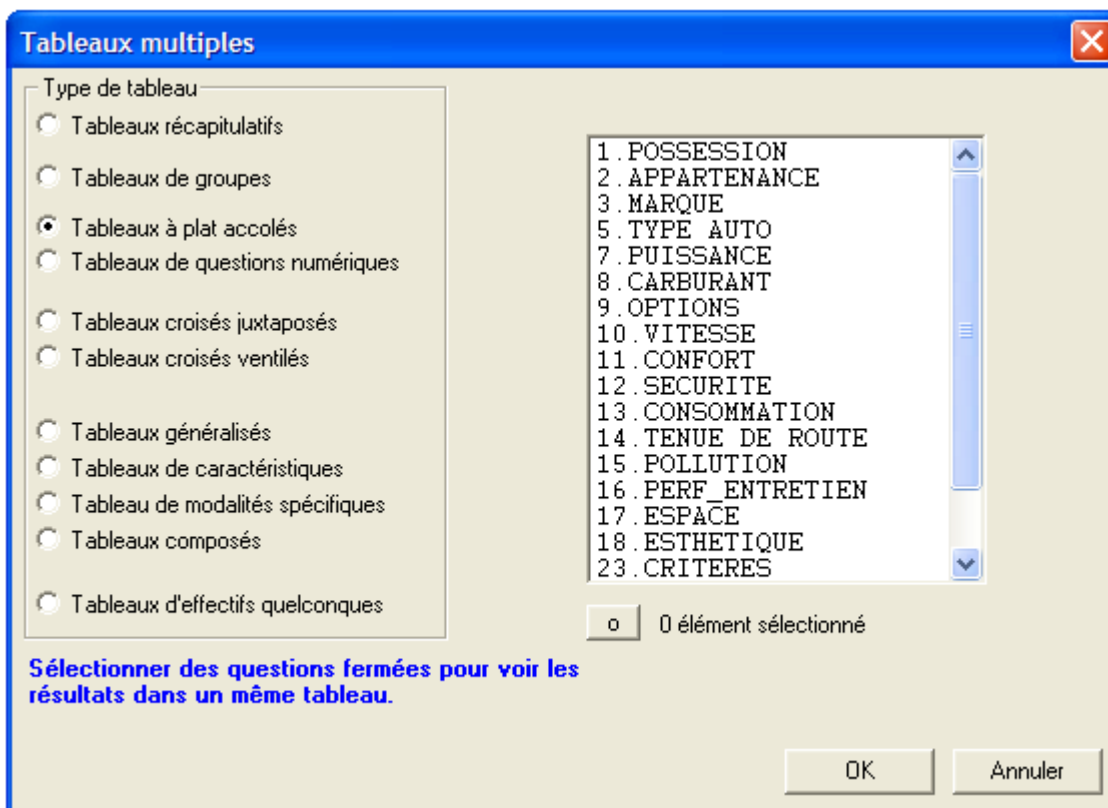 Tableaux multiples
Type de tableau
Tableaux récapitulatifs
Tableaux de groupes
Tableaux à plat accolés
Tableaux de questions numériques
Tableaux croisés juxtaposés
Tableaux croisés ventilés
Tableaux généralisés
Tableaux de caractéristiques
Tableau de modalités spécifiques
Tableaux composés
Tableaux d'effectifs quelconques
1.POSSESSION
2.APPARTENANCE
3.MARQUE
5.TYPE AUTO
7.PUISSANCE
8.CARBURANT
9.OPTIONS
10.VITESSE
11.CONFORT
12.SECURITE
13.CONSOMMATION
14.TENUE DE ROUTE
15.POLLUTION
16.PERF_ENTRETIEN
17.ESPACE
18.ESTHETIQUE
23.CRITERES
o 0 élément sélectionné
Sélectionner des questions fermées pour voir les
résultats dans un même tableau.
OK Annuler